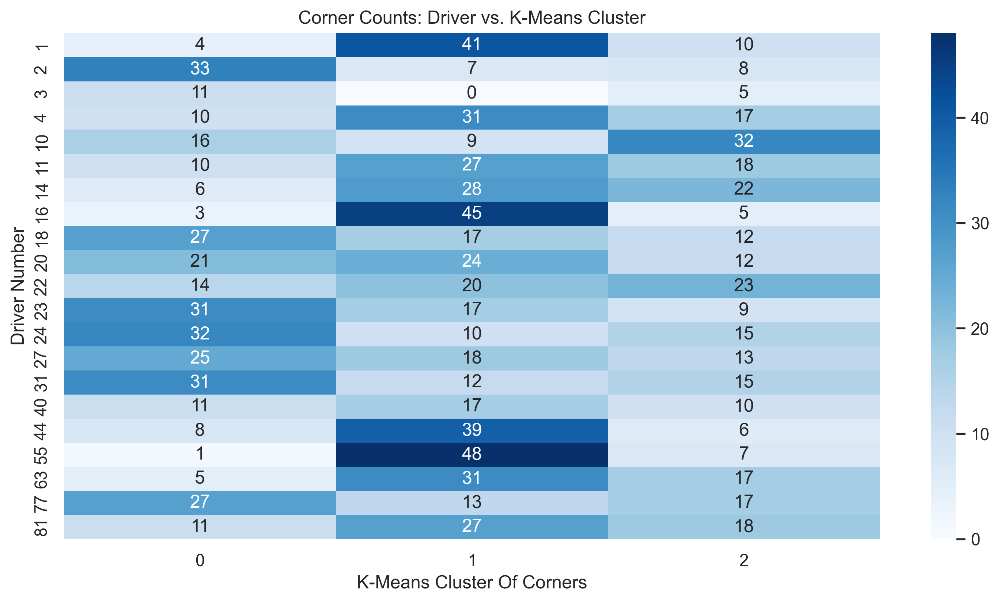 Corner Counts: Driver vs. K-Means Cluster
1 4 41 10
2 33 7 8
3 11 0 5
4 10 31 17
10 16 9 32
11 10 27 18
14 6 28 22
16 3 45 5
18 27 17 12
20 21 24 12
22 14 20 23
23 31 17 9
24 32 10 15
27 25 18 13
31 31 12 15
40 11 17 10
44 8 39 6
55 1 48 7
63 5 31 17
77 27 13 17
81 11 27 18
0 1 2
K-Means Cluster Of Corners
Driver Number
40
30
20
10
0